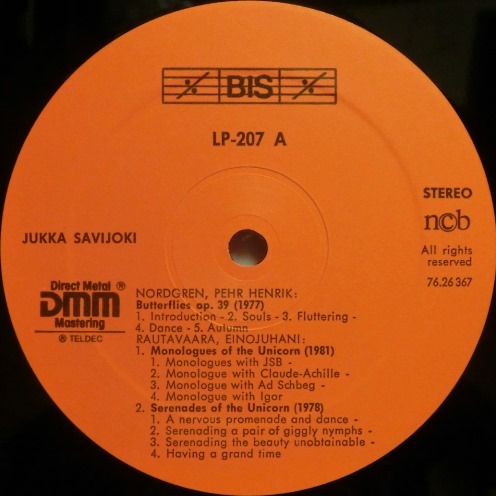 BIS
LP-207 A
STEREO
ncb
JUKKA SAVIJOKI
All rights
reserved
76.26 367
Direct Metal ®
DMM
Mastering
® TELDEC
NORDGREN, PEHR HENRIK:
Butterflies op. 39 (1977)
1. Introduction - 2. Souls - 3. Fluttering -
4. Dance - 5. Autumn
RAUTAVAARA, EINOJUHANI:
1. Monologues of the Unicorn (1981)
1. Monologues with JSB -
2. Monologue with Claude-Achille -
3. Monologue with Ad Schbeg -
4. Monologue with Igor
2. Serenades of the Unicorn (1978)
1. A nervous promenade and dance -
2. Serenading a pair of giggly nymphs -
3. Serenading the beauty unobtainable -
4. Having a grand time